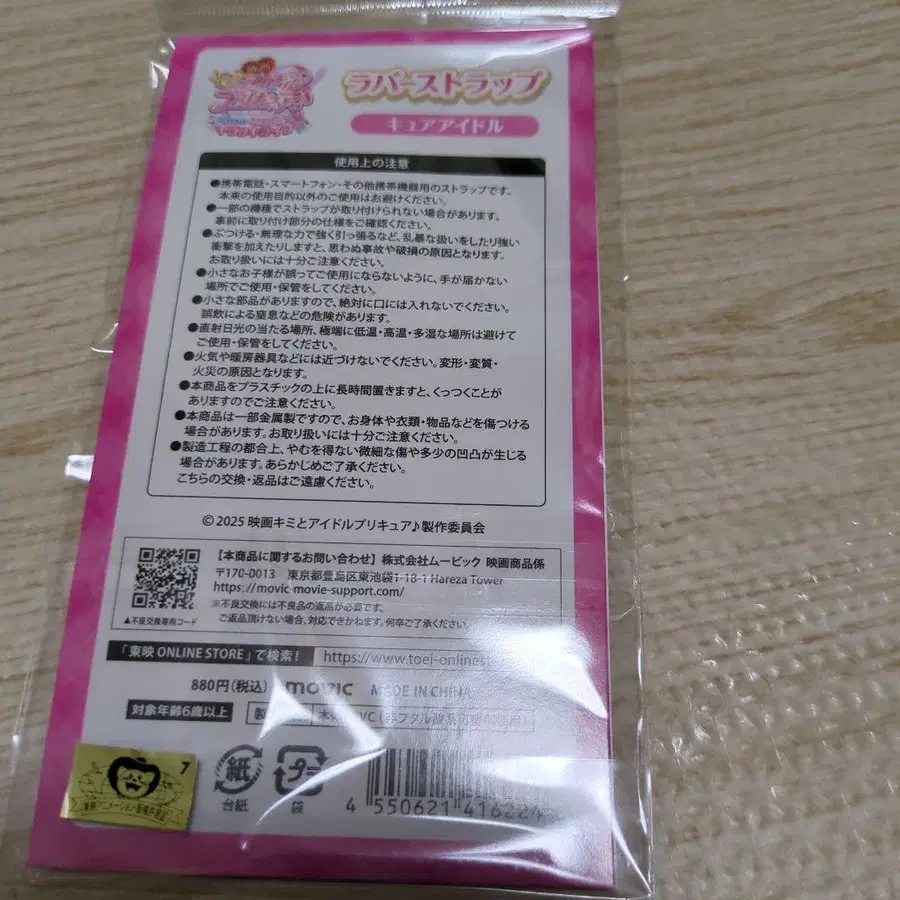 ラバーストラップ
キュアアイドル
使用上の注意
●携帯電話・スマートフォン・その他携帯機器用のストラップです。
本来の使用目的以外のご使用はお避けください。
●一部の機種でストラップが取り付けられない場合があります。
事前に取り付け部分の仕様をご確認ください。
●ぶつける・無理な力で強く引っ張るなど、乱暴な扱いをしたり強い
衝撃を加えたりしますと、思わぬ事故や破損の原因となります。
お取り扱いには十分ご注意ください。
●小さなお子様が誤ってご使用にならないように、手が届かない
場所でご使用・保管をしてください。
●小さな部品がありますので、絶対に口には入れないでください。
誤飲による窒息などの危険があります。
●直射日光の当たる場所、極端に低温・高温・多湿な場所は避けて
ご使用・保管をしてください。
●火気や暖房器具などには近づけないでください。変形・変質・
火災の原因となります。
●本商品をプラスチックの上に長時間置きますと、くっつくことが
ありますのでご注意ください。
●本商品は一部金属製ですので、お身体や衣類・物品などを傷つける
場合があります。お取り扱いには十分ご注意ください。
●製造工程の都合上、やむを得ない微細な傷や多少の凹凸が生じる
場合があります。あらかじめご了承ください。
こちらの交換・返品はご遠慮ください。
© 2025 映画キミとアイドルプリキュア♪製作委員会
【本商品に関するお問い合わせ】株式会社ムービック 映画商品係
〒170-0013 東京都豊島区東池袋1-18-1 Hareza Tower
https://movic-movie-support.com/
※不良交換には不良品の返品が必要です。
ご返品頂けない場合、対応できかねます。何卒ご了承ください。
▲不良交換専用コード
「東映 ONLINE STORE」で検索！ https://www.toei-onlinest
880円(税込) movic MADE IN CHINA
対象年齢6歳以上
7
紙
台紙
プラ
袋
4 550621 416224